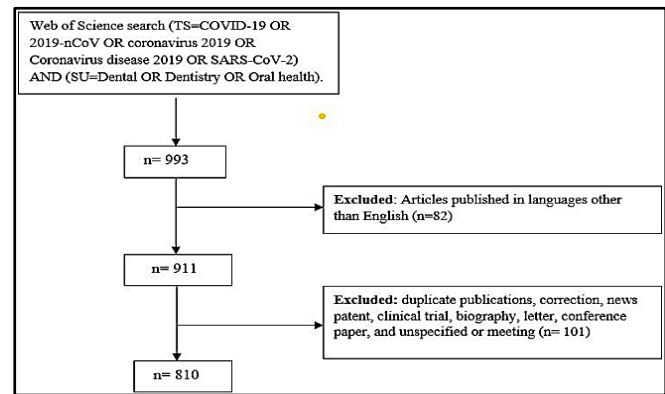 Web of Science search (TS=COVID-19 OR
2019-nCoV OR coronavirus 2019 OR
Coronavirus disease 2019 OR SARS-CoV-2)
AND (SU=Dental OR Dentistry OR Oral health).
n= 993
Excluded: Articles published in languages other
than English (n=82)
n= 911
Excluded: duplicate publications, correction, news
patent, clinical trial, biography, letter, conference
paper, and unspecified or meeting (n= 101)
n= 810